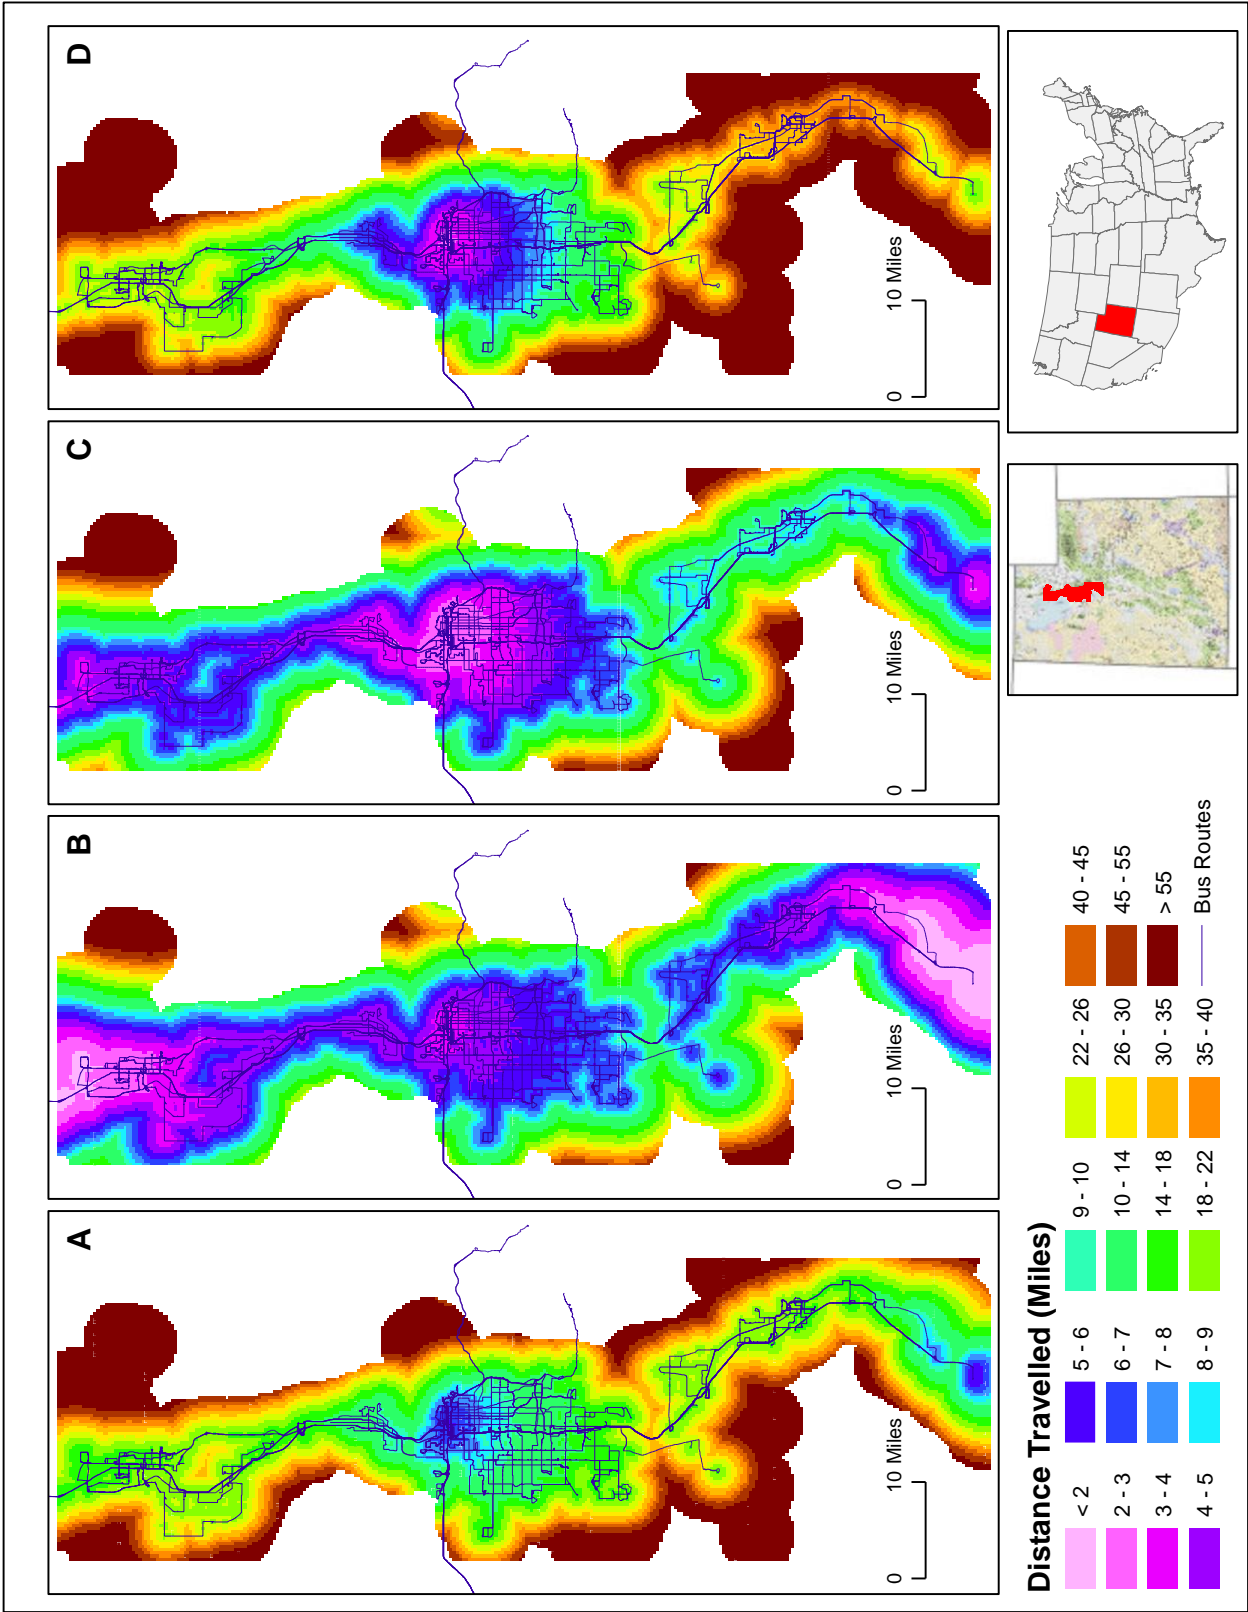 A
B
C
D
0 10 Miles
0 10 Miles
0 10 Miles
0 10 Miles
Distance Travelled (Miles)
< 2 5 - 6 9 - 10 22 - 26 40 - 45
2 - 3 6 - 7 10 - 14 26 - 30 45 - 55
3 - 4 7 - 8 14 - 18 30 - 35 > 55
4 - 5 8 - 9 18 - 22 35 - 40 Bus Routes